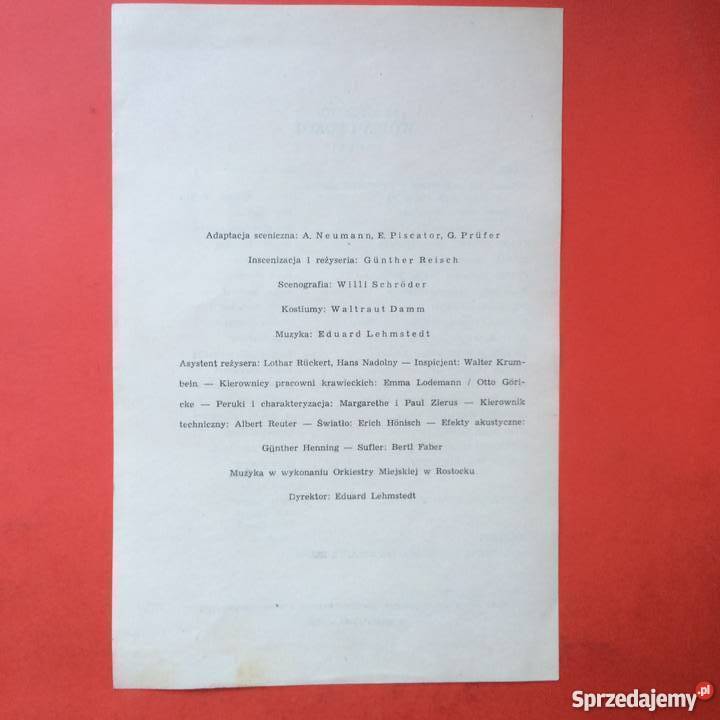 Adaptacja sceniczna: A. Neumann, E. Piscator, G. Prüfer
Inscenizacja i reżyseria: Günther Reisch
Scenografia: Willi Schröder
Kostiumy: Waltraut Damm
Muzyka: Eduard Lehmstedt
Asystent reżysera: Lothar Rückert, Hans Nadolny — Inspicjent: Walter Krum-
bein — Kierownicy pracowni krawieckich: Emma Lodemann / Otto Göri-
cke — Peruki i charakteryzacja: Margarethe i Paul Zierus — Kierownik
techniczny: Albert Reuter — Światło: Erich Hönisch — Efekty akustyczne:
Günther Henning — Sufler: Bertl Faber
Muzyka w wykonaniu Orkiestry Miejskiej w Rostocku
Dyrektor: Eduard Lehmstedt
Sprzedajemy.pl